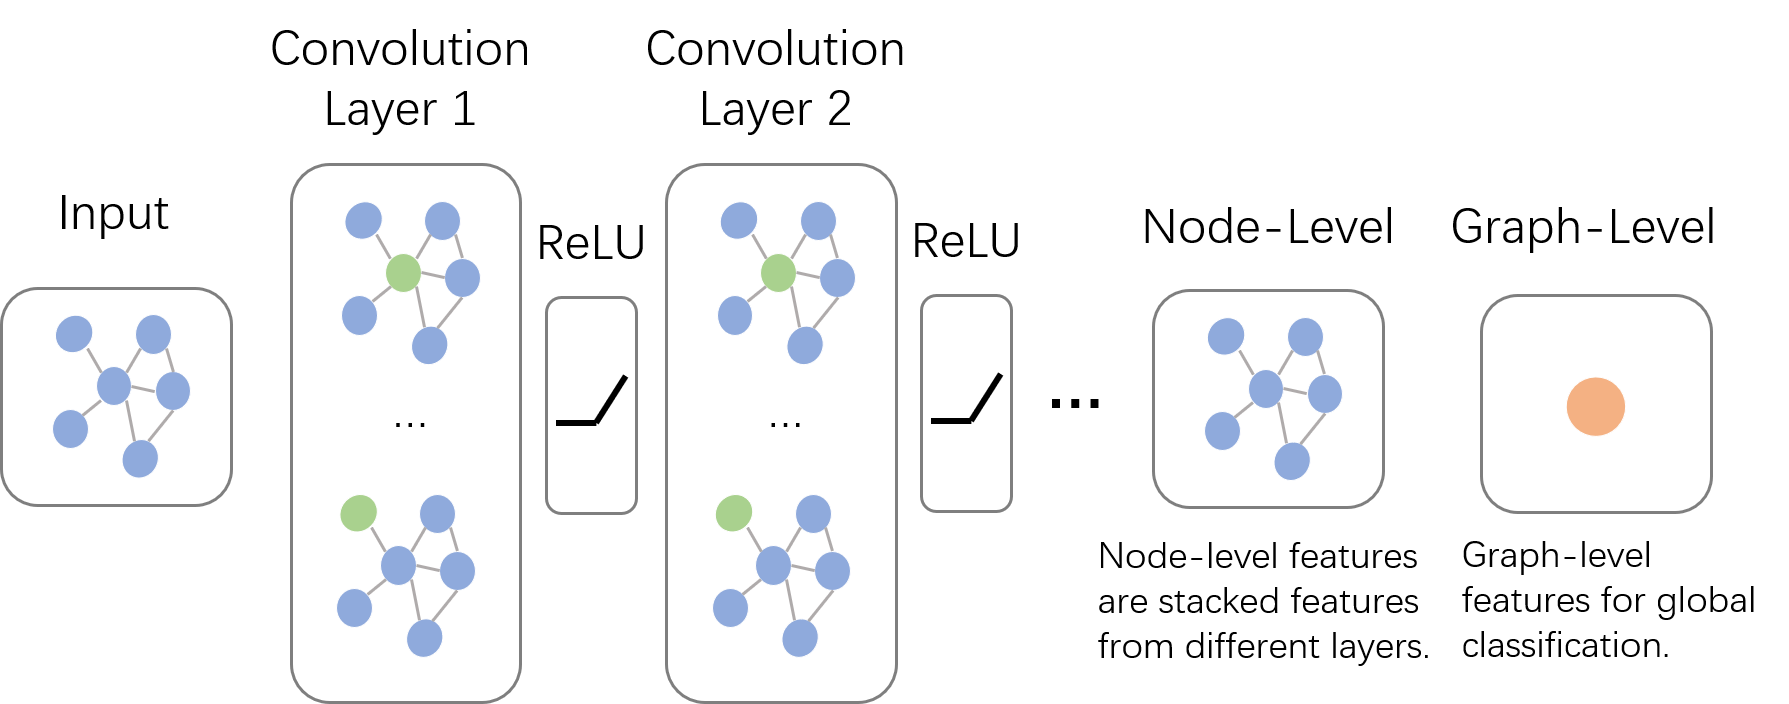 Input
Convolution
Layer 1
...
ReLU
Convolution
Layer 2
...
ReLU
...
Node-Level
Node-level features
are stacked features
from different layers.
Graph-Level
Graph-level
features for global
classification.